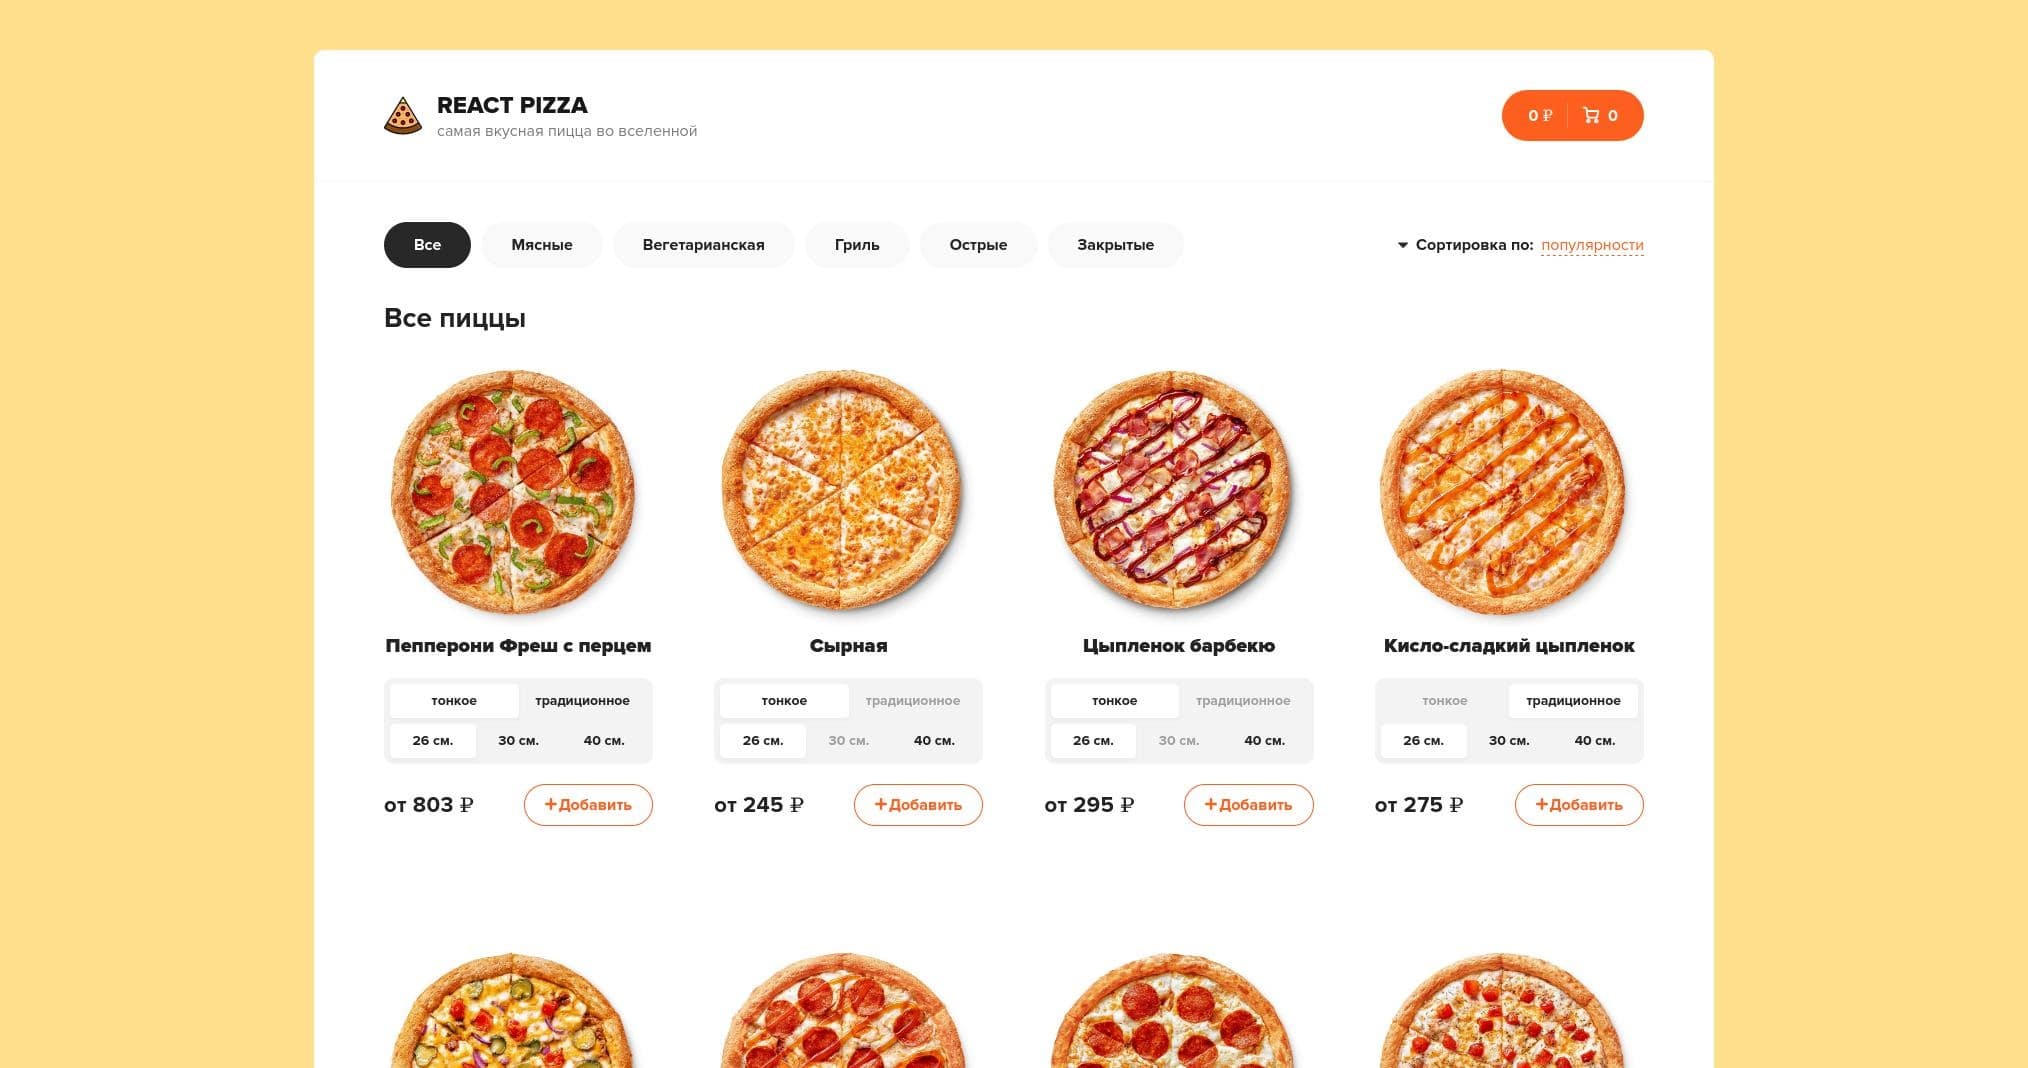 REACT PIZZA
самая вкусная пицца во вселенной
0 ₽ 0
Все Мясные Вегетарианская Гриль Острые Закрытые Сортировка по: популярности
Все пиццы
Пепперони Фреш с перцем Сырная Цыпленок барбекю Кисло-сладкий цыпленок
тонкое традиционное тонкое традиционное тонкое традиционное тонкое традиционное
26 см. 30 см. 40 см. 26 см. 30 см. 40 см. 26 см. 30 см. 40 см. 26 см. 30 см. 40 см.
от 803 ₽ +Добавить от 245 ₽ +Добавить от 295 ₽ +Добавить от 275 ₽ +Добавить